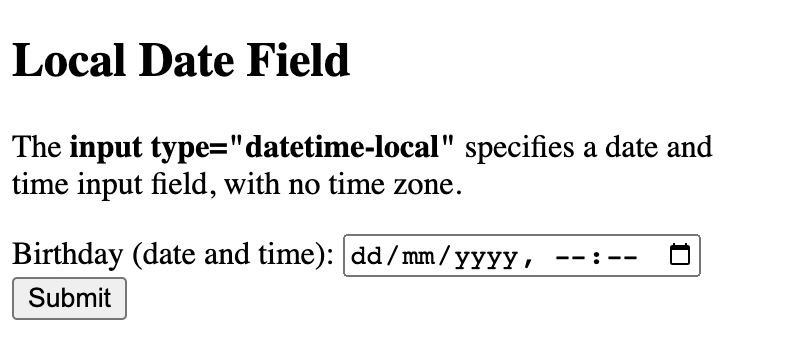 Local Date Field
The input type="datetime-local" specifies a date and
time input field, with no time zone.
Birthday (date and time): dd/mm/yyyy, --:--
Submit